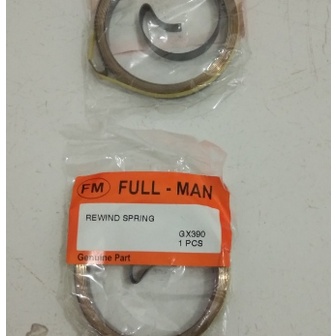 FM FULL - MAN
REWIND SPRING
GX390
1 PCS
Genuine Part